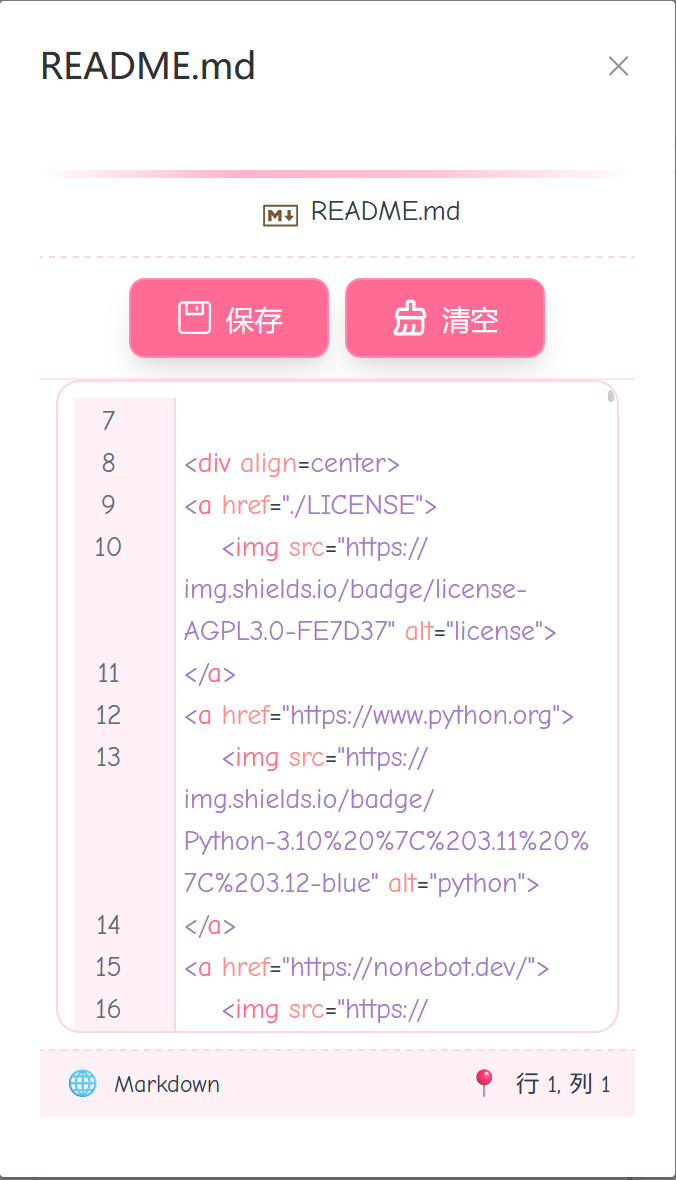 README.md
README.md
保存
清空
7
8 <div align=center>
9 <a href="./LICENSE">
10 <img src="https://
img.shields.io/badge/license-
AGPL3.0-FE7D37" alt="license">
11 </a>
12 <a href="https://www.python.org">
13 <img src="https://
img.shields.io/badge/
Python-3.10%20%7C%203.11%20%
7C%203.12-blue" alt="python">
14 </a>
15 <a href="https://nonebot.dev/">
16 <img src="https://
Markdown
行 1, 列 1